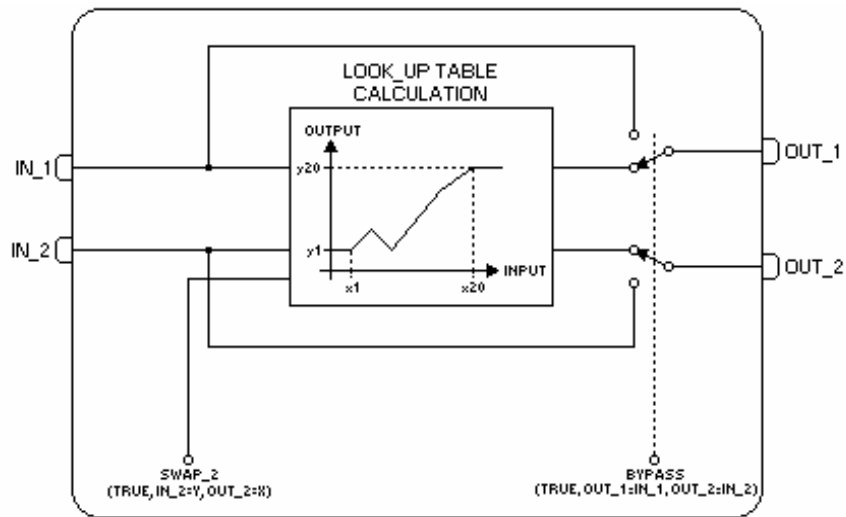 LOOK_UP TABLE
CALCULATION
OUTPUT
y20
y1
x1
x20
INPUT
IN_1
IN_2
OUT_1
OUT_2
SWAP_2
(TRUE, IN_2=Y, OUT_2=X)
BYPASS
(TRUE, OUT_1=IN_1, OUT_2=IN_2)